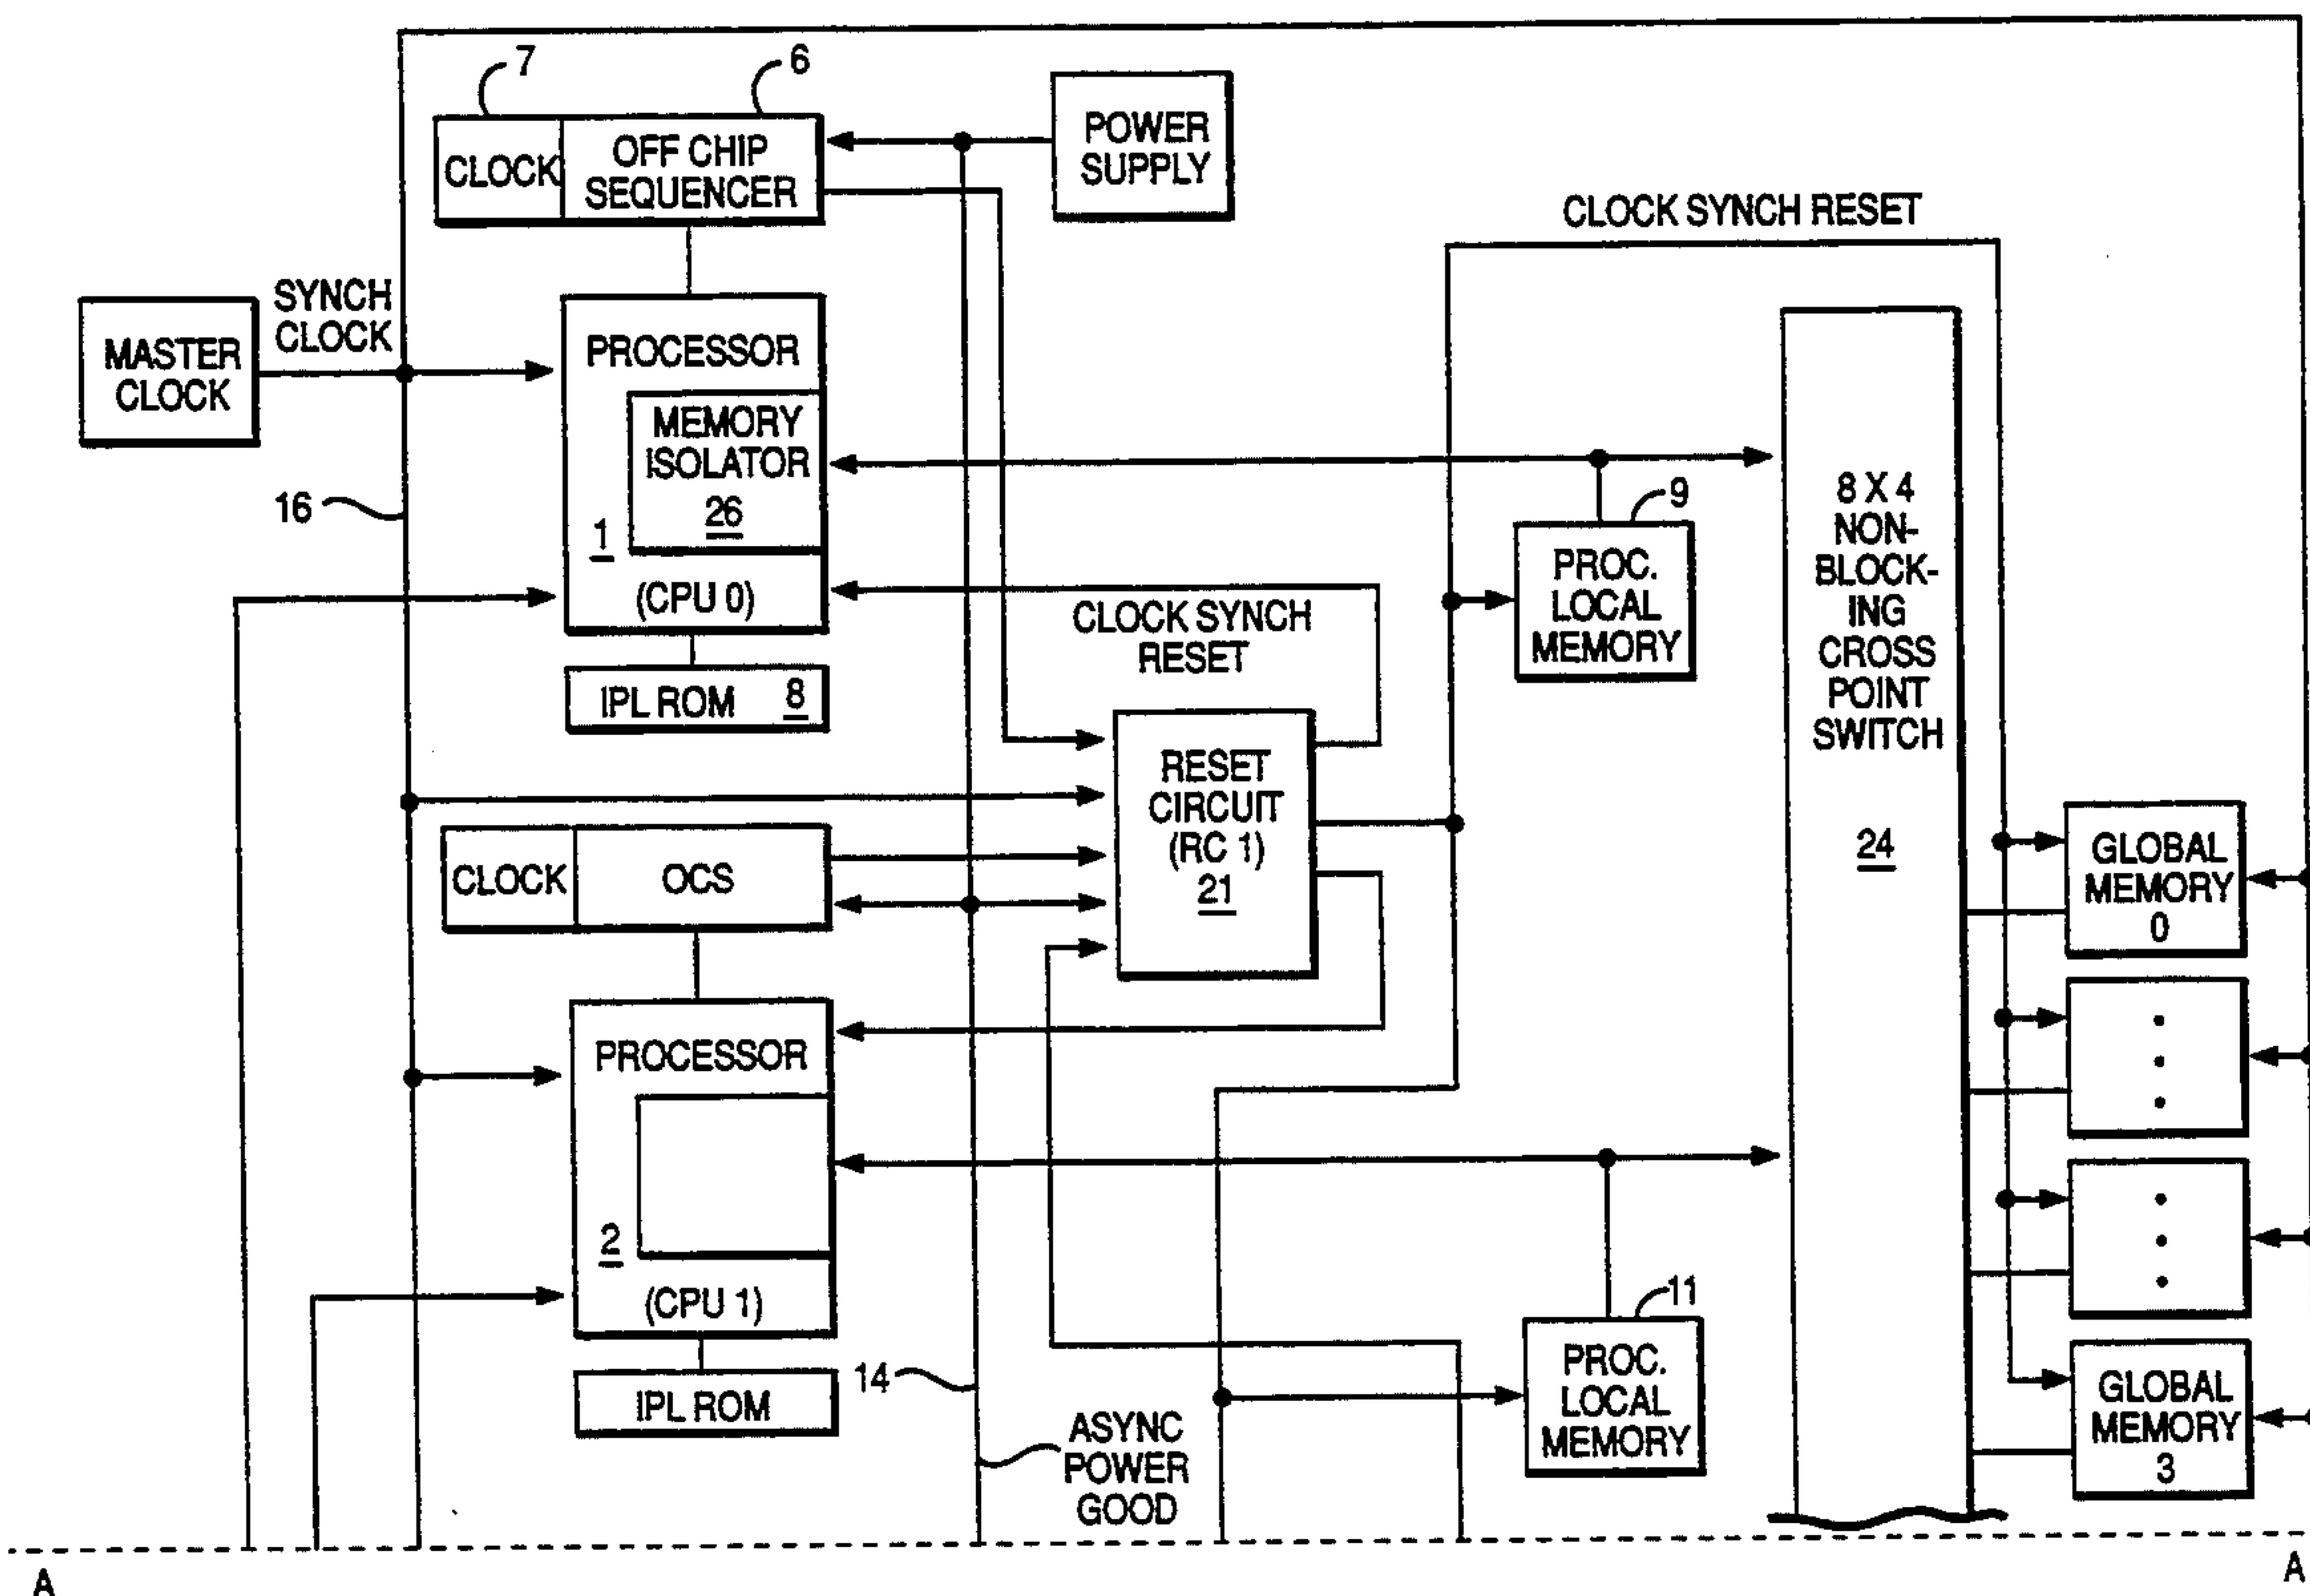 7
6
CLOCK
OFF CHIP
SEQUENCER
POWER
SUPPLY
CLOCK SYNCH RESET
SYNCH
CLOCK
MASTER
CLOCK
PROCESSOR
MEMORY
ISOLATOR
26
1
(CPU 0)
16
IPL ROM 8
CLOCK SYNCH
RESET
9
PROC.
LOCAL
MEMORY
8 X 4
NON-
BLOCK-
ING
CROSS
POINT
SWITCH
24
RESET
CIRCUIT
(RC 1)
21
CLOCK
OCS
GLOBAL
MEMORY
0
PROCESSOR
2
(CPU 1)
IPL ROM
14
ASYNC
POWER
GOOD
11
PROC.
LOCAL
MEMORY
GLOBAL
MEMORY
3
A
A